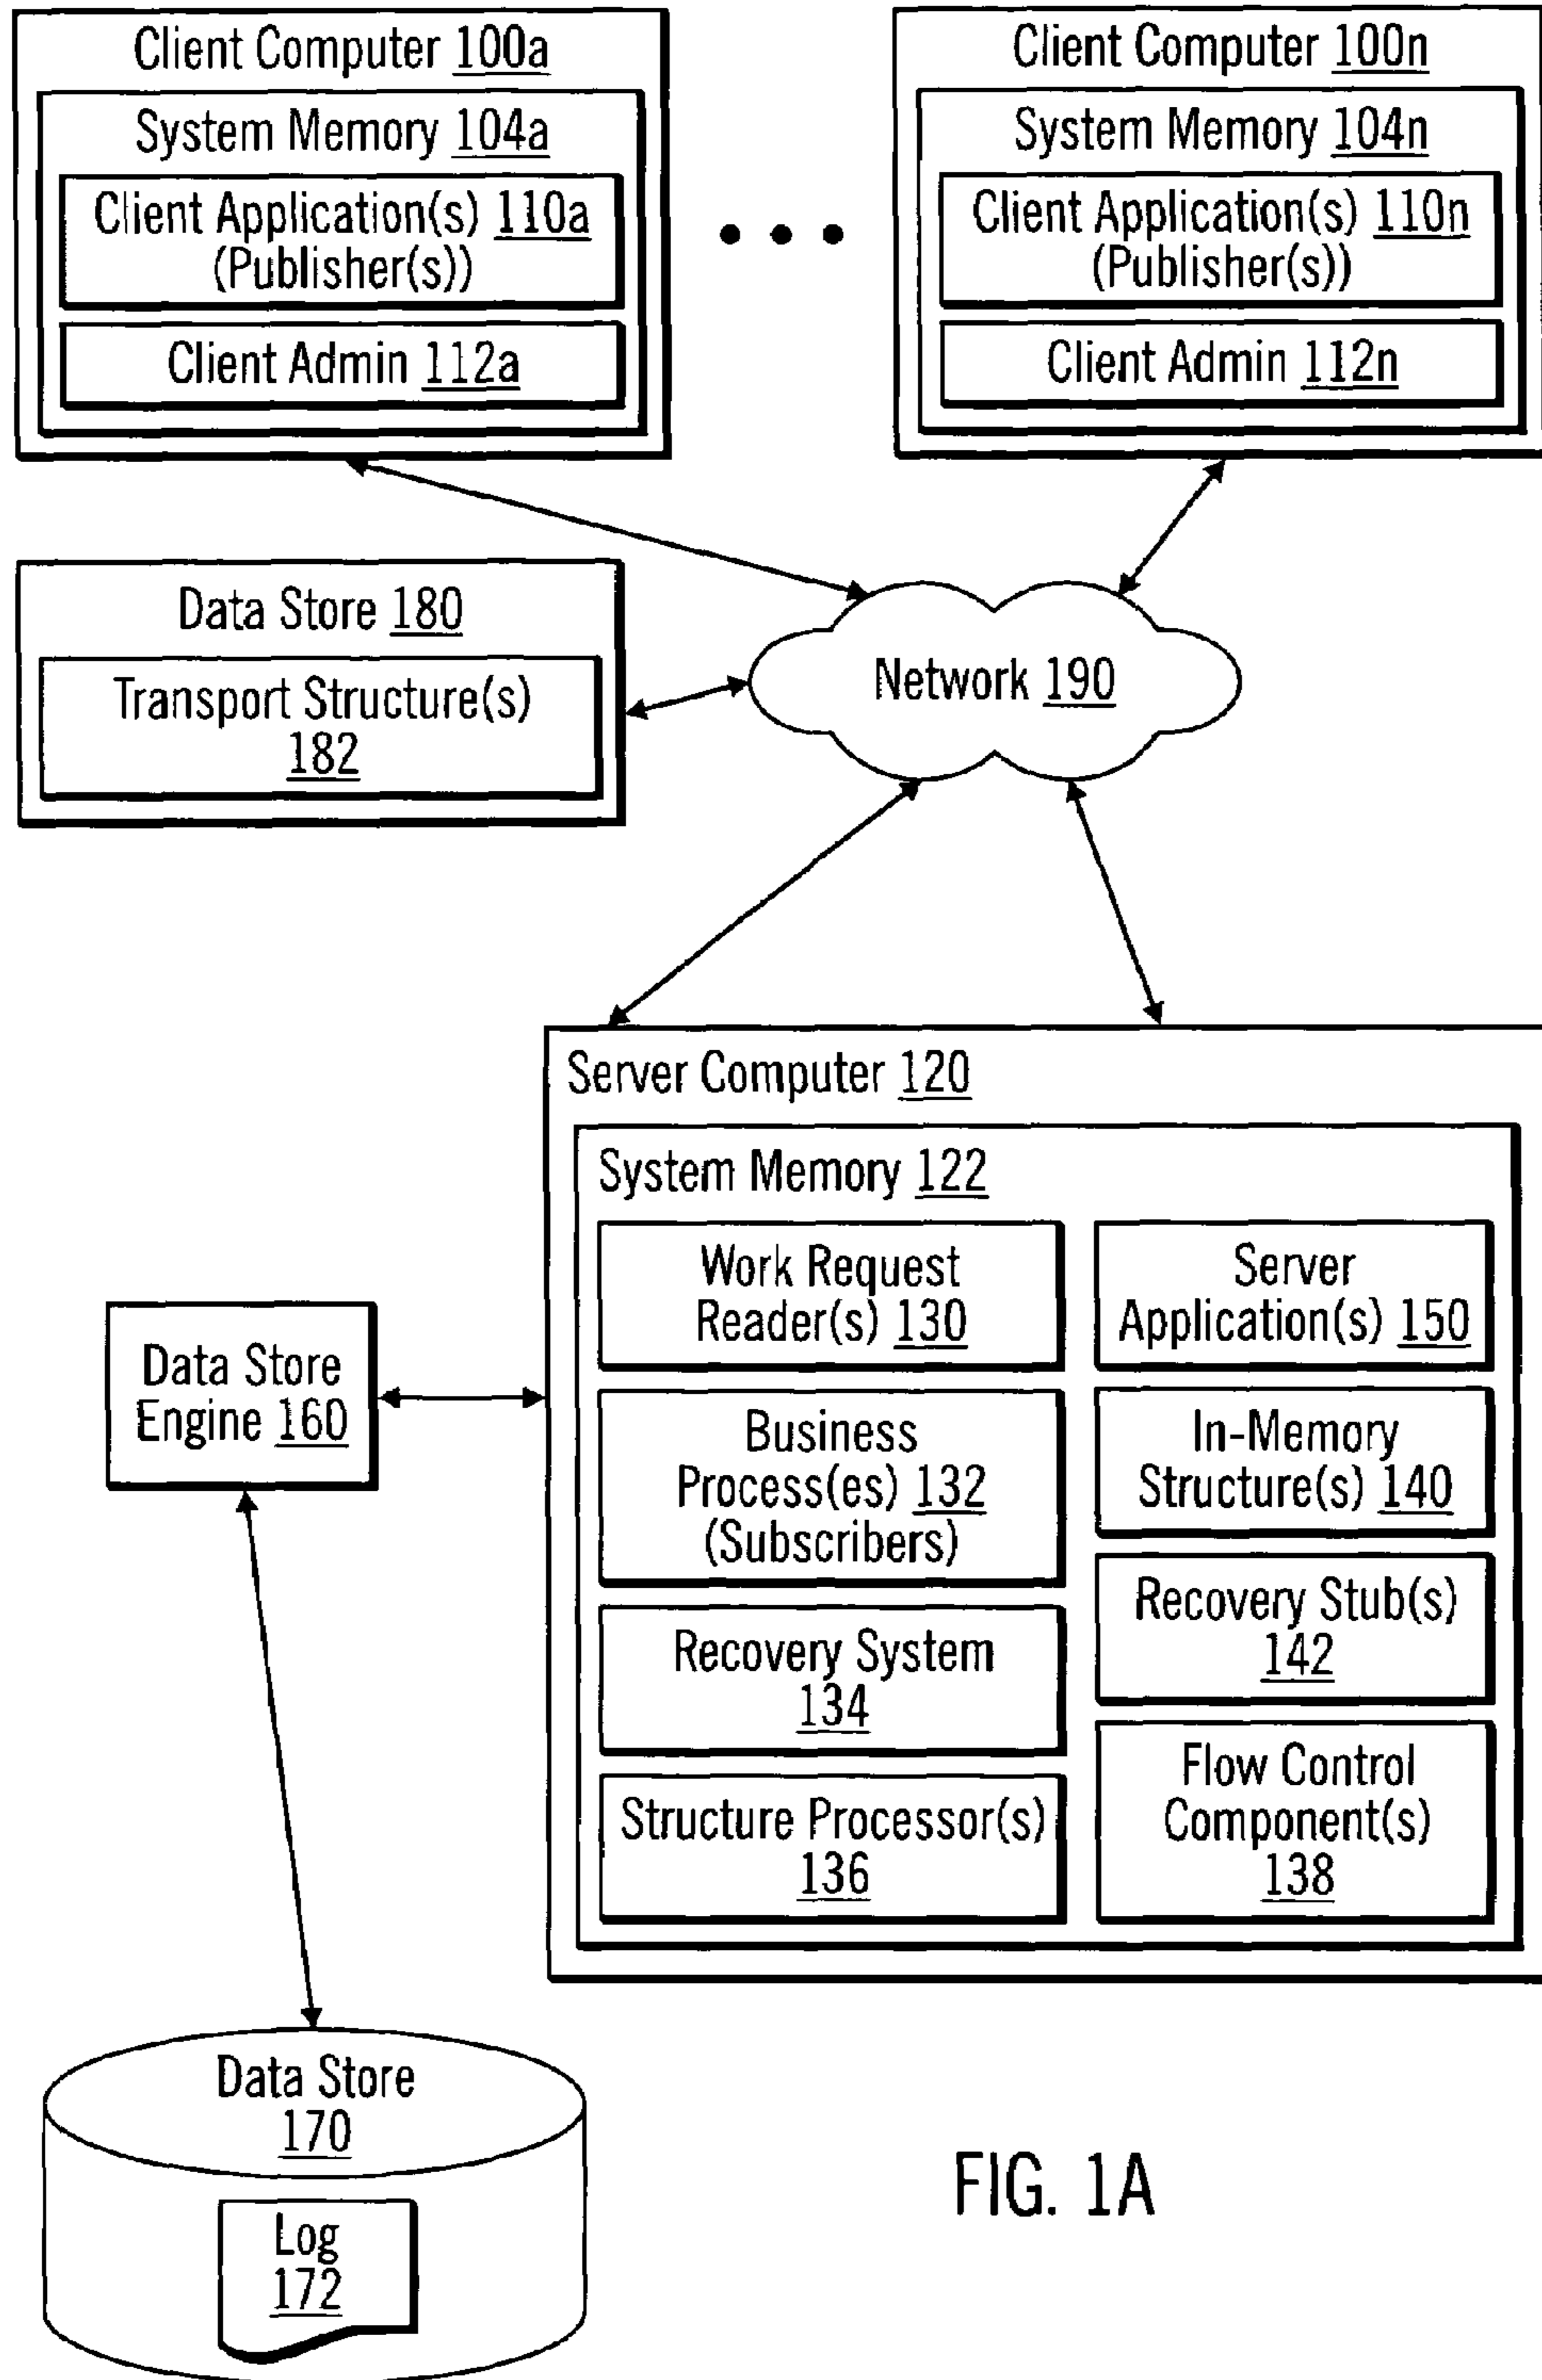 Client Computer 100a
System Memory 104a
Client Application(s) 110a
(Publisher(s))
Client Admin 112a
Client Computer 100n
System Memory 104n
Client Application(s) 110n
(Publisher(s))
Client Admin 112n
Data Store 180
Transport Structure(s)
182
Network 190
Server Computer 120
System Memory 122
Work Request
Reader(s) 130
Server
Application(s) 150
Business
Process(es) 132
(Subscribers)
In-Memory
Structure(s) 140
Recovery System
134
Recovery Stub(s)
142
Structure Processor(s)
136
Flow Control
Component(s)
138
Data Store
Engine 160
Data Store
170
Log
172
FIG. 1A